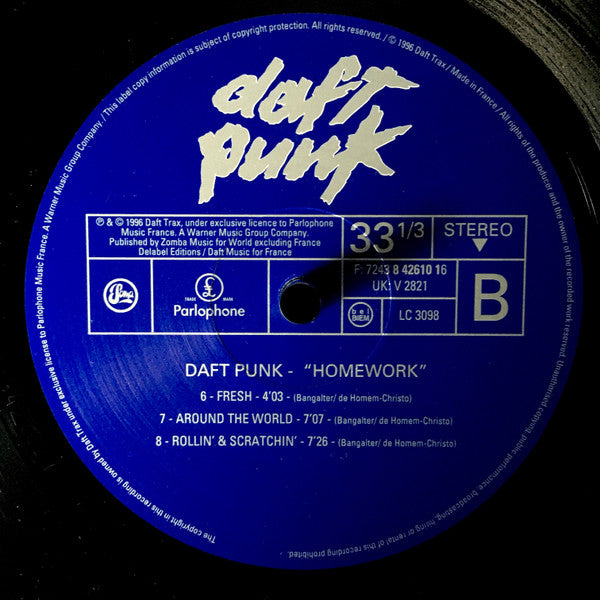 daft
punk
℗ & © 1996 Daft Trax, under exclusive licence to Parlophone
Music France. A Warner Music Group Company.
Published by Zomba Music for World excluding France
Delabel Editions / Daft Music for France
33 1/3
STEREO
Soma
TRADE MARK
Parlophone
F: 7243 8 42610 16
UK: V 2821
bel
BIEM
LC 3098
B
DAFT PUNK - “HOMEWORK”
6 - FRESH - 4’03 - (Bangalter/ de Homem-Christo)
7 - AROUND THE WORLD - 7’07 - (Bangalter/ de Homem-Christo)
8 - ROLLIN’ & SCRATCHIN’ - 7’26 - (Bangalter/ de Homem-Christo)
The copyright in this recording is owned by Daft Trax under exclusive license to Parlophone Music France. A Warner Music Group Company. / This label copy information is subject of copyright protection. All rights reserved. / © 1996 Daft Trax / Made in France / All rights of the producer and the owner of the recorded work reserved. Unauthorised copying, public performance, broadcasting, hiring or rental of this recording prohibited.